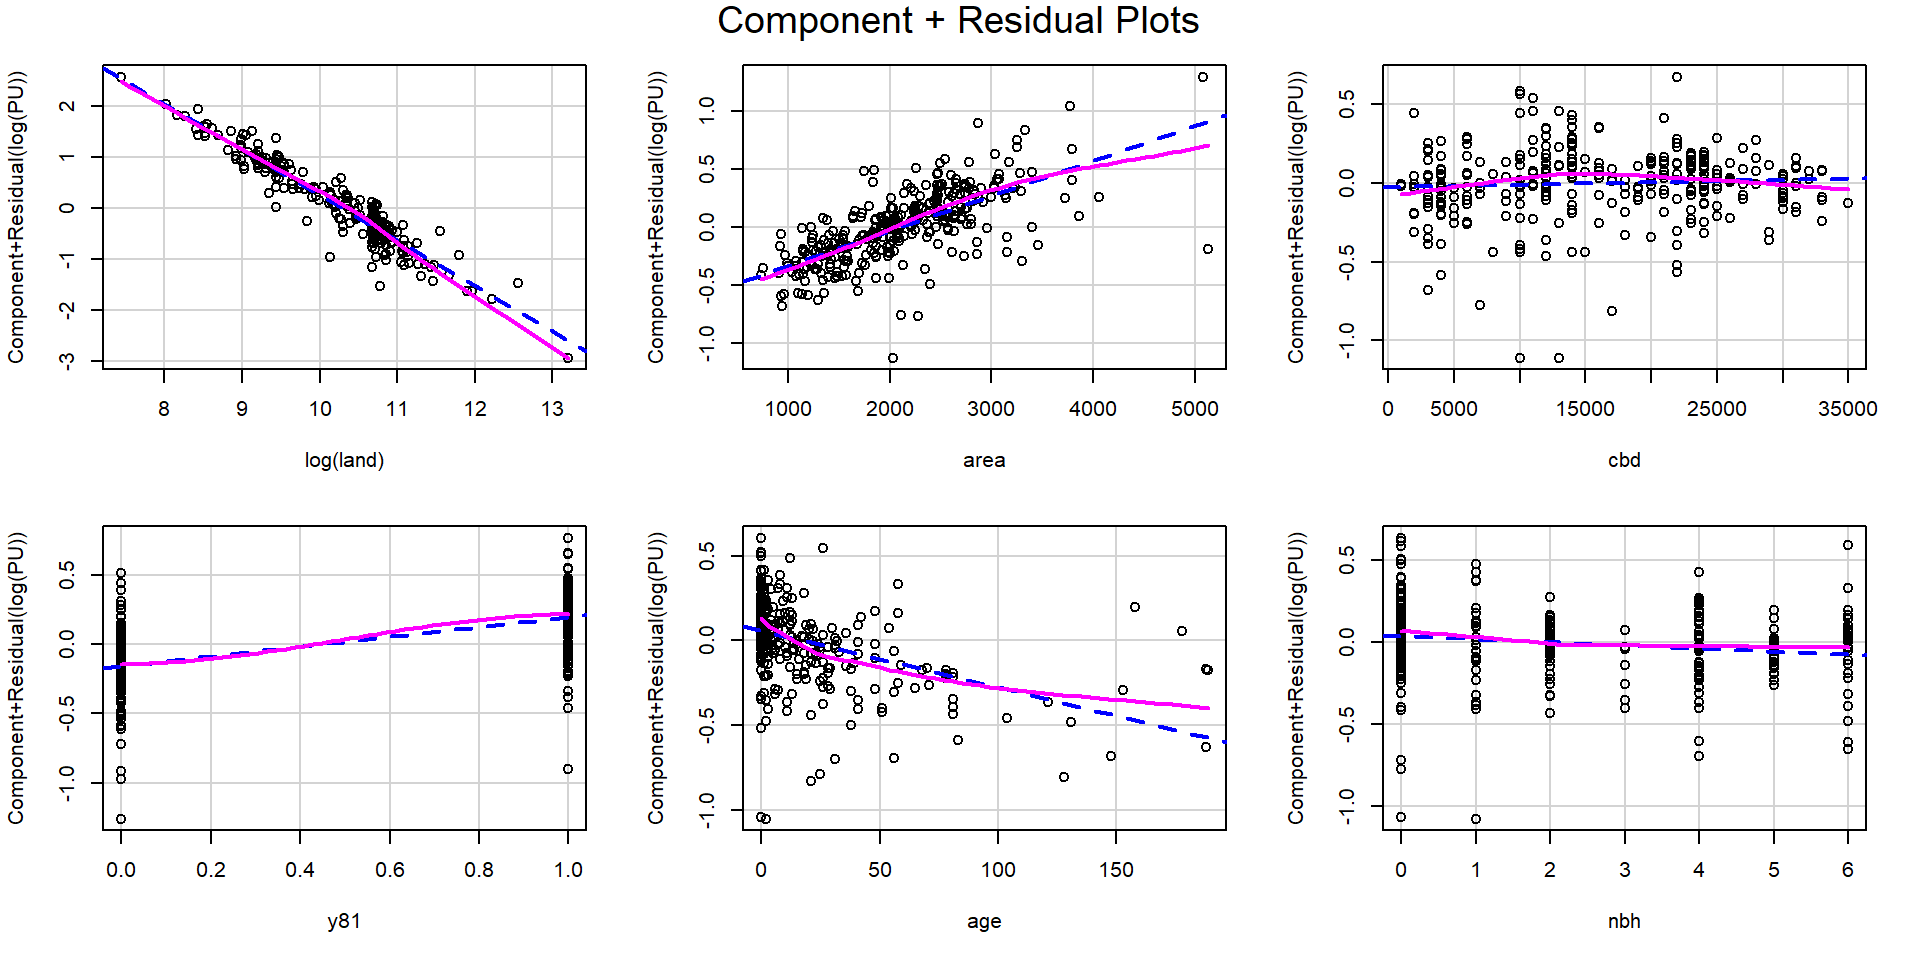 Component + Residual Plots
Component+Residual(log(PU))
2
1
0
-1
-2
-3
8 9 10 11 12 13
log(land)
Component+Residual(log(PU))
1.0
0.5
0.0
-0.5
-1.0
1000 2000 3000 4000 5000
area
Component+Residual(log(PU))
0.5
0.0
-0.5
-1.0
0 5000 15000 25000 35000
cbd
Component+Residual(log(PU))
0.5
0.0
-0.5
-1.0
0.0 0.2 0.4 0.6 0.8 1.0
y81
Component+Residual(log(PU))
0.5
0.0
-0.5
-1.0
0 50 100 150
age
Component+Residual(log(PU))
0.5
0.0
-0.5
-1.0
0 1 2 3 4 5 6
nbh